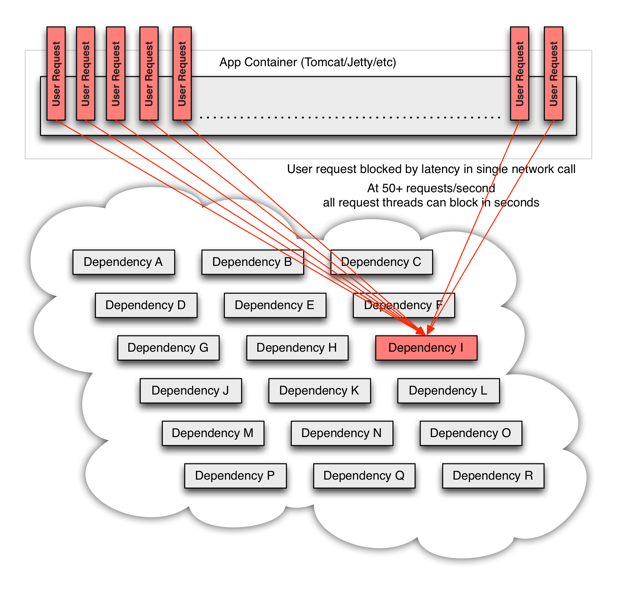 User Request
User Request
User Request
User Request
User Request
User Request
User Request
App Container (Tomcat/Jetty/etc)
User request blocked by latency in single network call
At 50+ requests/second
all request threads can block in seconds
Dependency A
Dependency B
Dependency C
Dependency D
Dependency E
Dependency F
Dependency G
Dependency H
Dependency I
Dependency J
Dependency K
Dependency L
Dependency M
Dependency N
Dependency O
Dependency P
Dependency Q
Dependency R